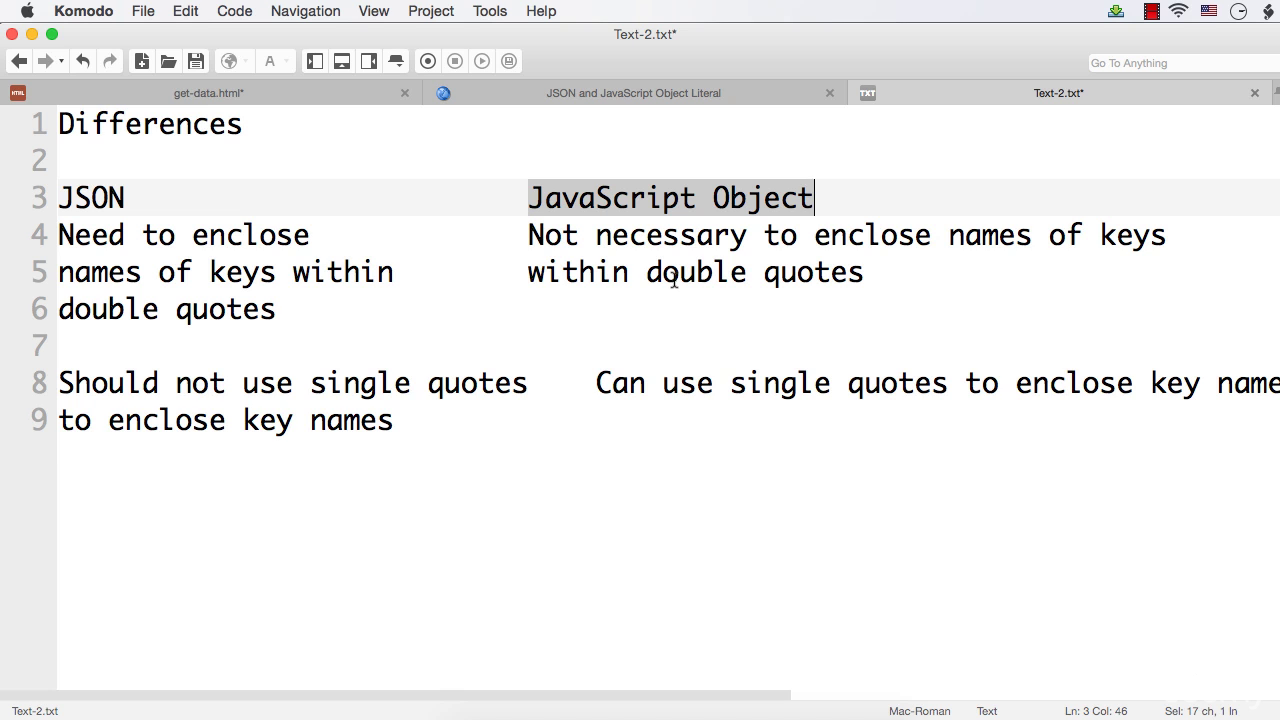 Komodo File Edit Code Navigation View Project Tools Help
Text-2.txt*
Go To Anything
get-data.html* JSON and JavaScript Object Literal TXT Text-2.txt*
1 Differences
2
3 JSON JavaScript Object
4 Need to enclose Not necessary to enclose names of keys
5 names of keys within within double quotes
6 double quotes
7
8 Should not use single quotes Can use single quotes to enclose key name
9 to enclose key names
Text-2.txt Mac-Roman Text Ln: 3 Col: 46 Sel: 17 ch, 1 ln